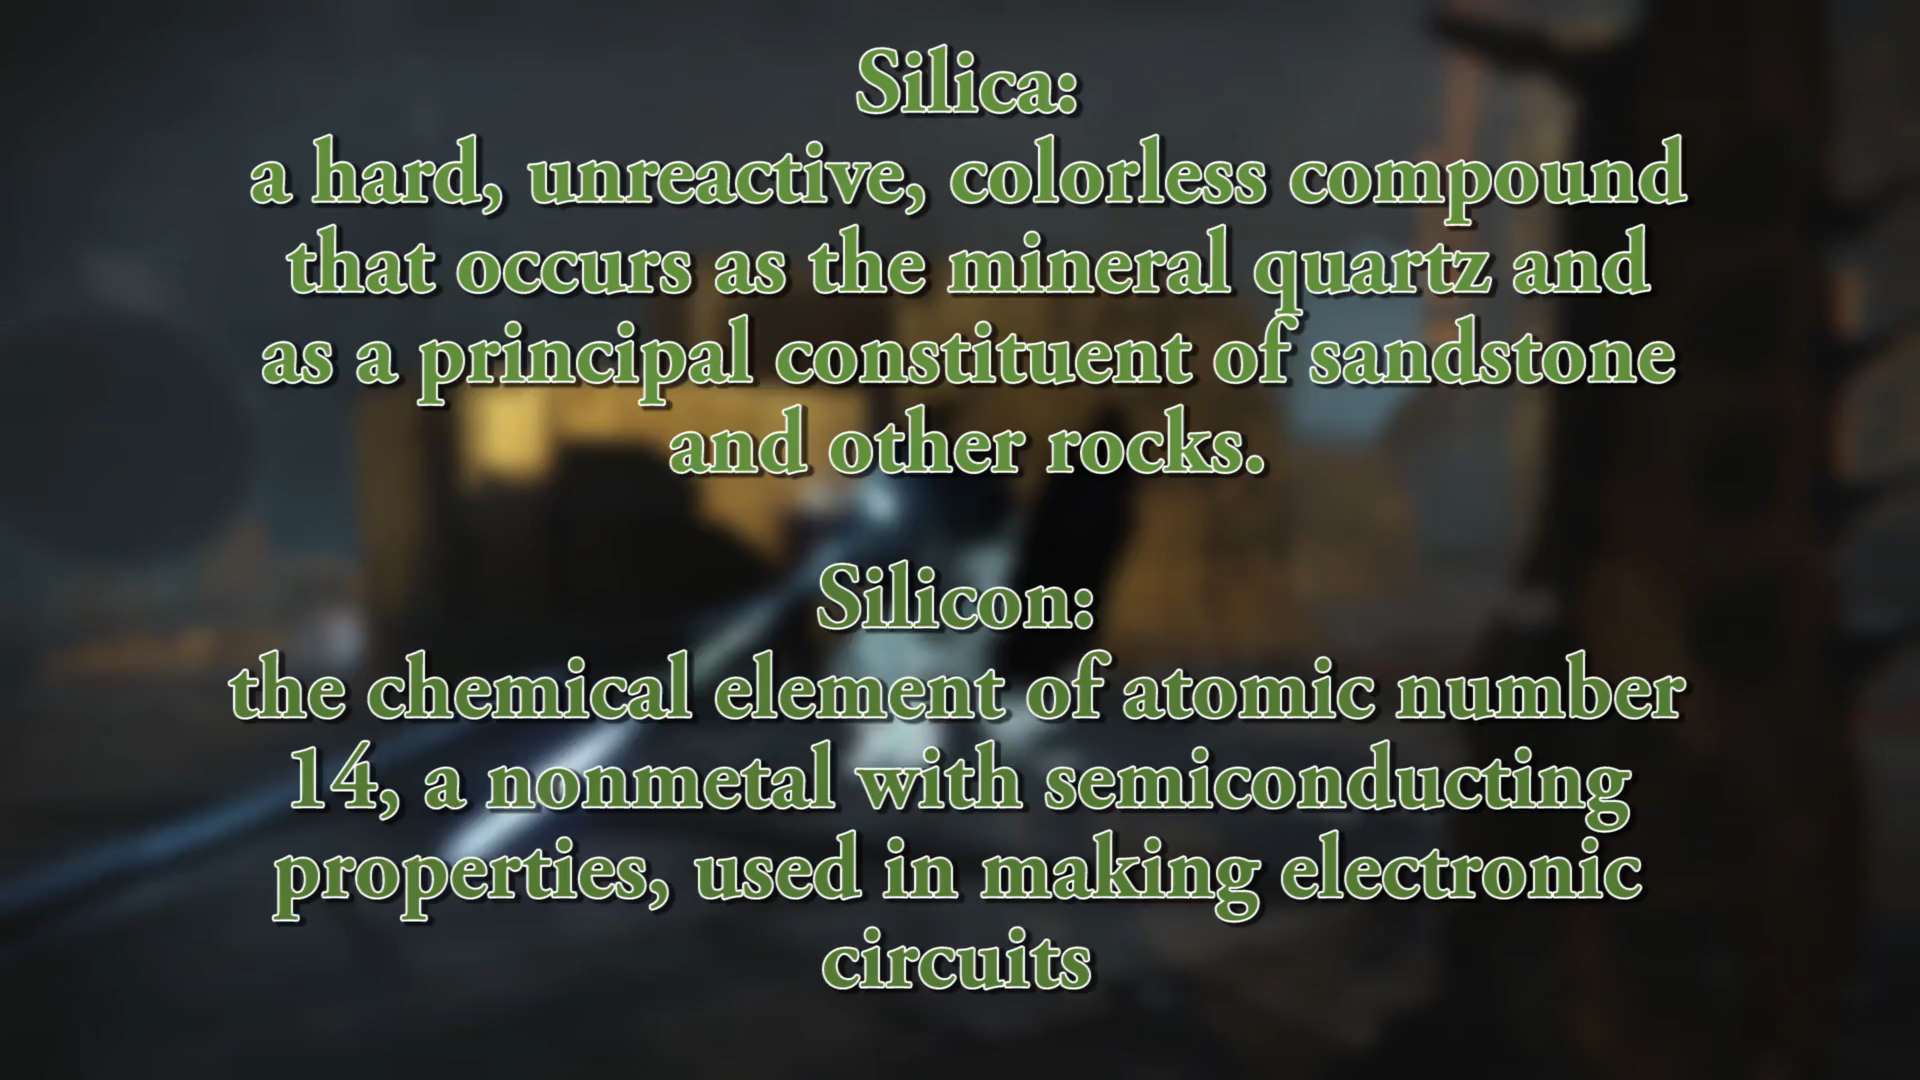 Silica:
a hard, unreactive, colorless compound
that occurs as the mineral quartz and
as a principal constituent of sandstone
and other rocks.
Silicon:
the chemical element of atomic number
14, a nonmetal with semiconducting
properties, used in making electronic
circuits